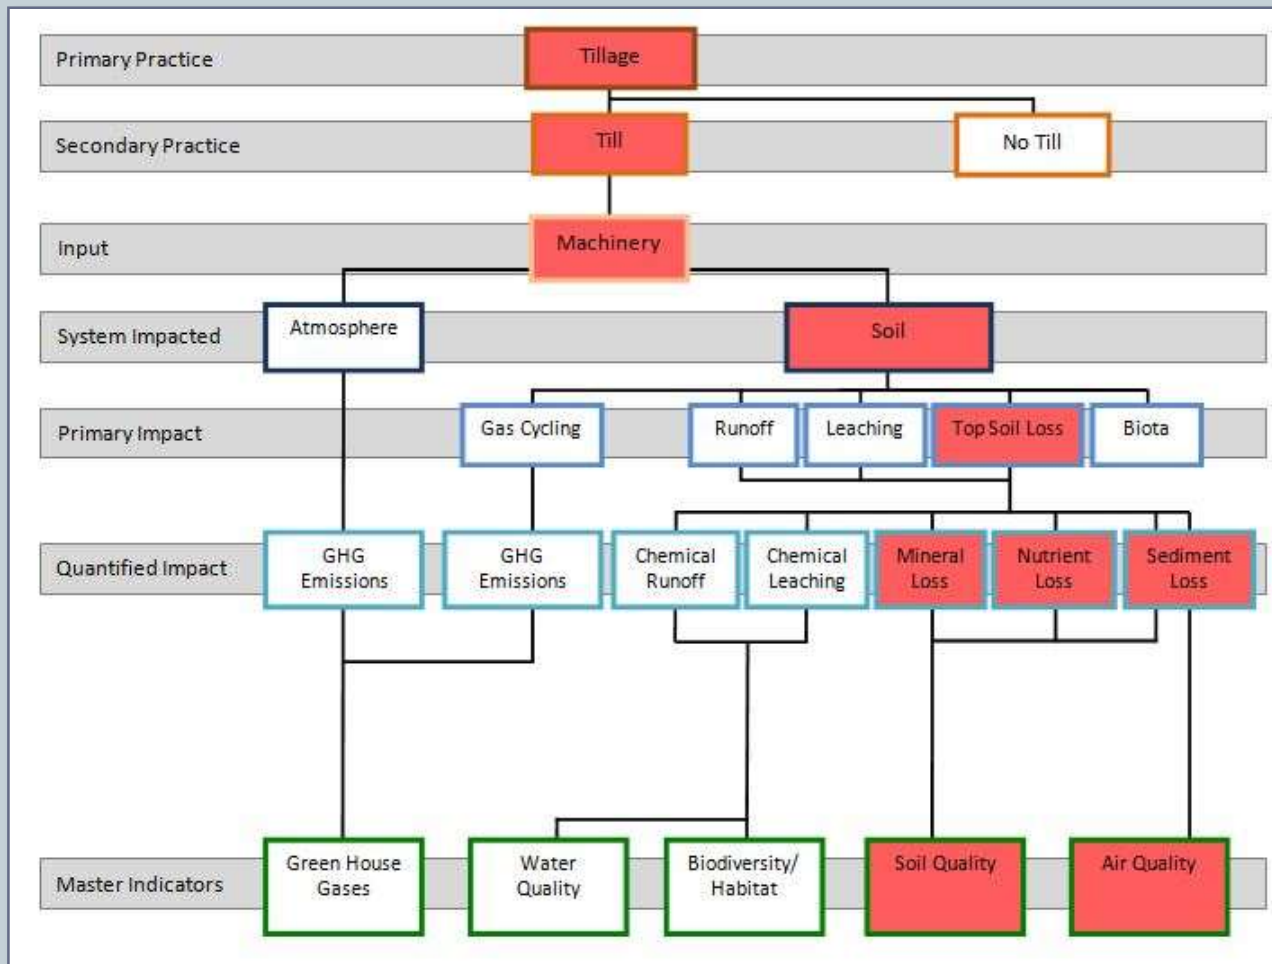 Primary Practice
Tillage
Secondary Practice
Till
No Till
Input
Machinery
System Impacted
Atmosphere
Soil
Primary Impact
Gas Cycling
Runoff
Leaching
Top Soil Loss
Biota
Quantified Impact
GHG
Emissions
GHG
Emissions
Chemical
Runoff
Chemical
Leaching
Mineral
Loss
Nutrient
Loss
Sediment
Loss
Master Indicators
Green House
Gases
Water
Quality
Biodiversity/
Habitat
Soil Quality
Air Quality